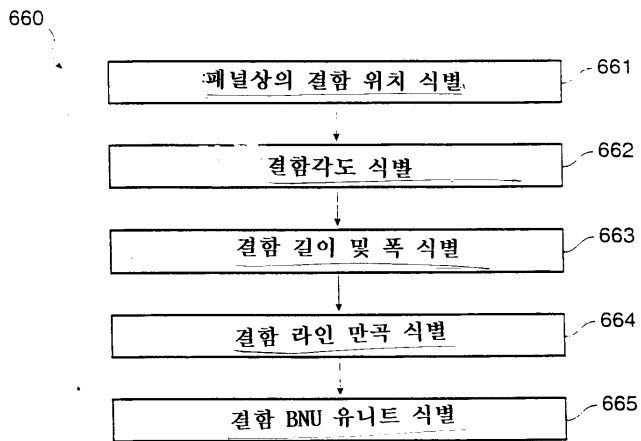 660
패널상의 결함 위치 식별
661
결함각도 식별
662
결함 길이 및 폭 식별
663
결함 라인 만곡 식별
664
결함 BNU 유니트 식별
665